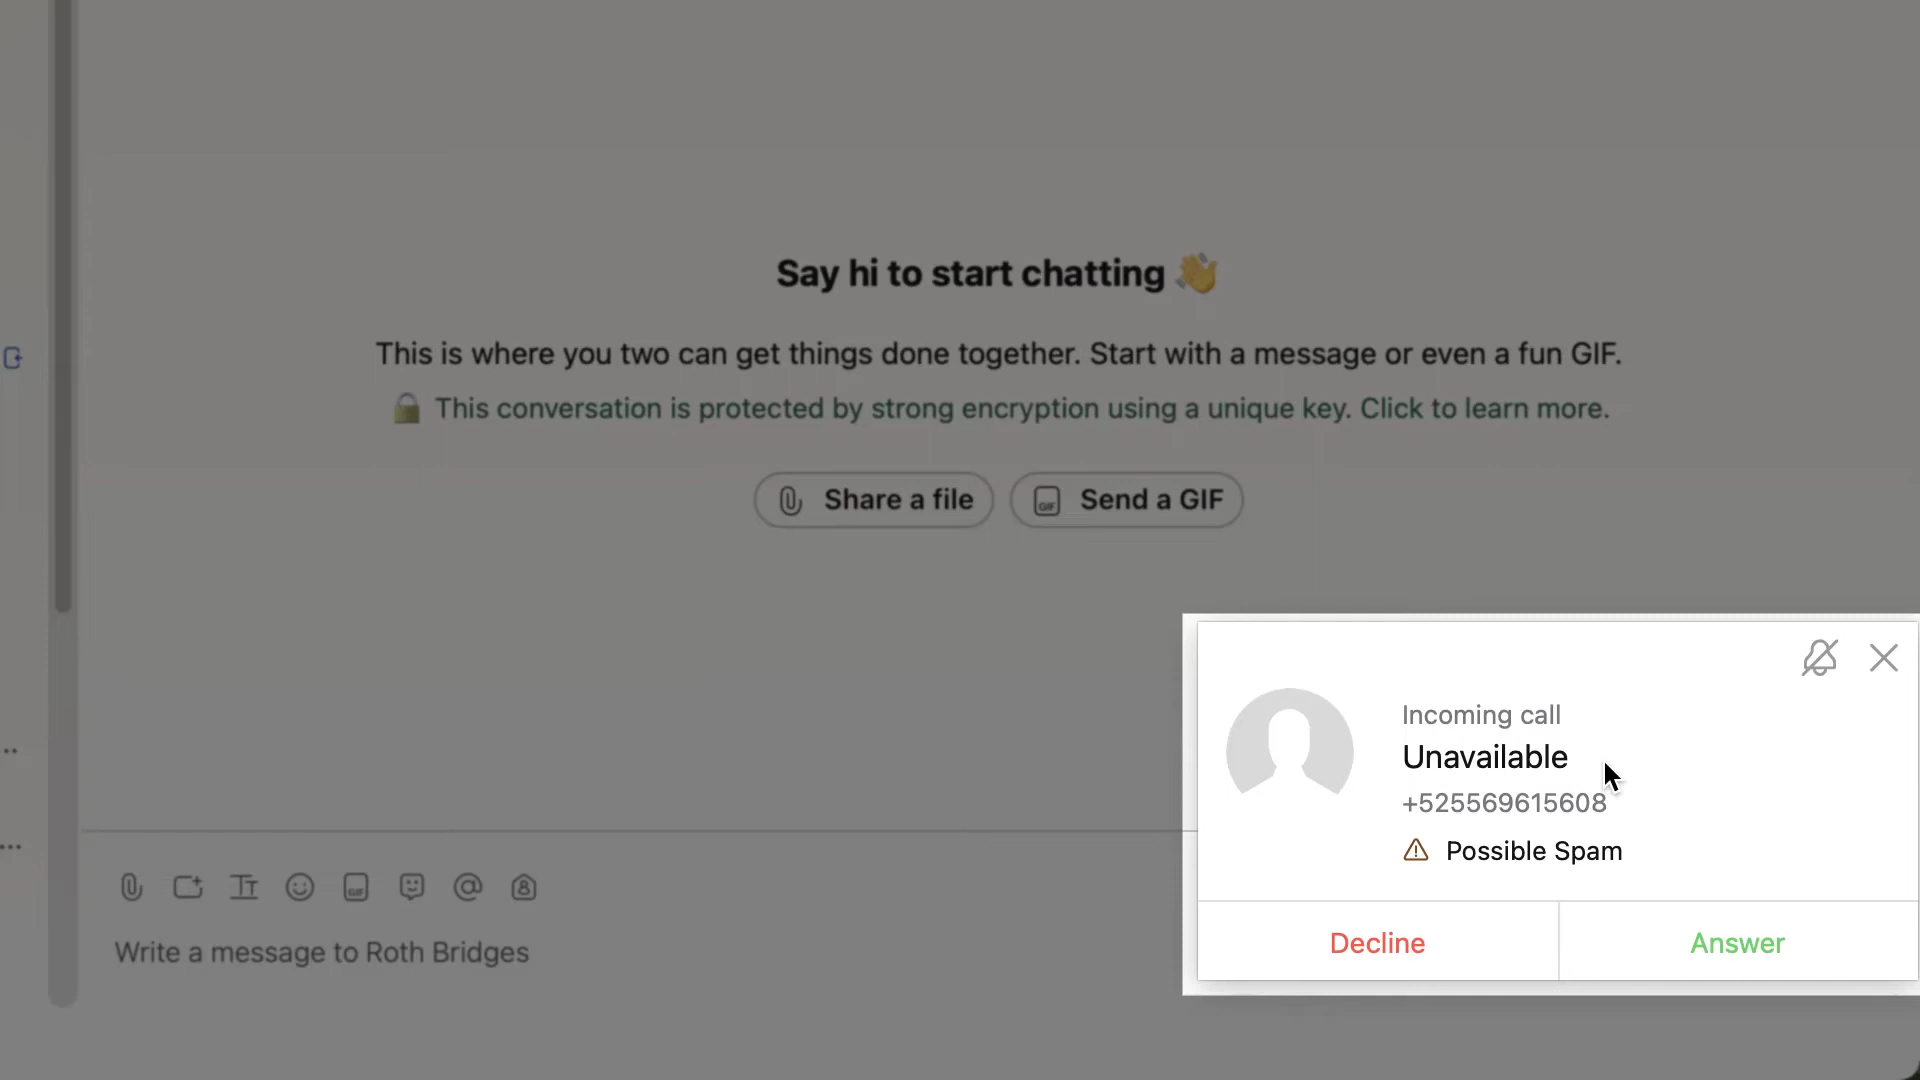 Say hi to start chatting 👋
This is where you two can get things done together. Start with a message or even a fun GIF.
This conversation is protected by strong encryption using a unique key. Click to learn more.
Share a file
GIF Send a GIF
Incoming call
Unavailable
+525569615608
Possible Spam
Decline
Answer
GIF
Write a message to Roth Bridges